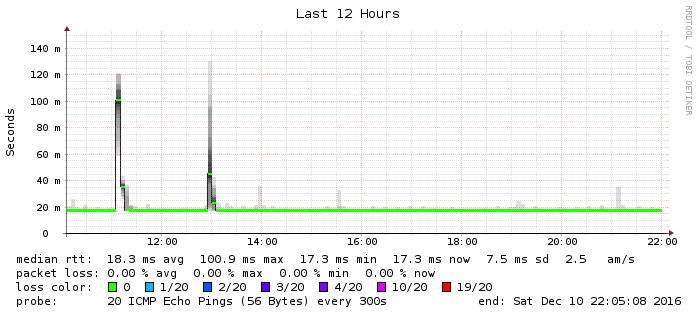 Last 12 Hours
RRDTOOL / TOBI OETIKER
Seconds
140 m
120 m
100 m
80 m
60 m
40 m
20 m
0
12:00 14:00 16:00 18:00 20:00 22:00
median rtt: 18.3 ms avg 100.9 ms max 17.3 ms min 17.3 ms now 7.5 ms sd 2.5 am/s
packet loss: 0.00 % avg 0.00 % max 0.00 % min 0.00 % now
loss color: 0 1/20 2/20 3/20 4/20 10/20 19/20
probe: 20 ICMP Echo Pings (56 Bytes) every 300s end: Sat Dec 10 22:05:08 2016